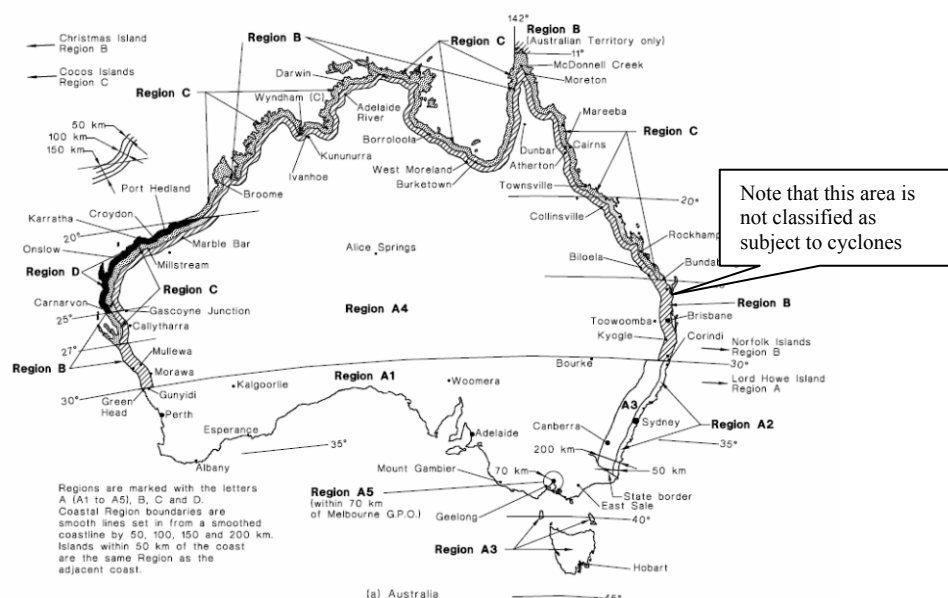 Christmas Island
Region B
Cocos Islands
Region C
50 km
100 km
150 km
Region B
142°
Region B
(Australian Territory only)
11°
McDonnell Creek
Moreton
Region C
Darwin
Region C
Wyndham (C)
Adelaide
River
Mareeba
Region C
Borroloola
Kununurra
Ivanhoe
Dunbar
Cairns
Atherton
West Moreland
Burketown
Townsville
20°
Note that this area is
not classified as
subject to cyclones
Port Hedland
Broome
Collinsville
Croydon
Karratha
20°
Marble Bar
Onslow
Millstream
Alice Springs
Rockhamp
Biloela
Bundab
Region D
Region C
Carnarvon
25°
Gascoyne Junction
Callytharra
Region A4
Region B
Toowoomba
Brisbane
Kyogle
Corindi
27°
Mullewa
Region B
Morawa
Norfolk Islands
Region B
Bourke
30°
Region A1
Kalgoorlie
Woomera
Lord Howe Island
Region A
30°
Green
Head
Gunyidi
Perth
A3
Sydney
Region A2
Esperance
35°
Adelaide
Canberra
35°
200 km
Albany
Mount Gambier
70 km
50 km
State border
East Sale
Region A5
(within 70 km
of Melbourne G.P.O.)
Geelong
40°
Region A3
Hobart
Regions are marked with the letters
A (A1 to A5), B, C and D.
Coastal Region boundaries are
smooth lines set in from a smoothed
coastline by 50, 100, 150 and 200 km.
Islands within 50 km of the coast
are the same Region as the
adjacent coast.
(a) Australia